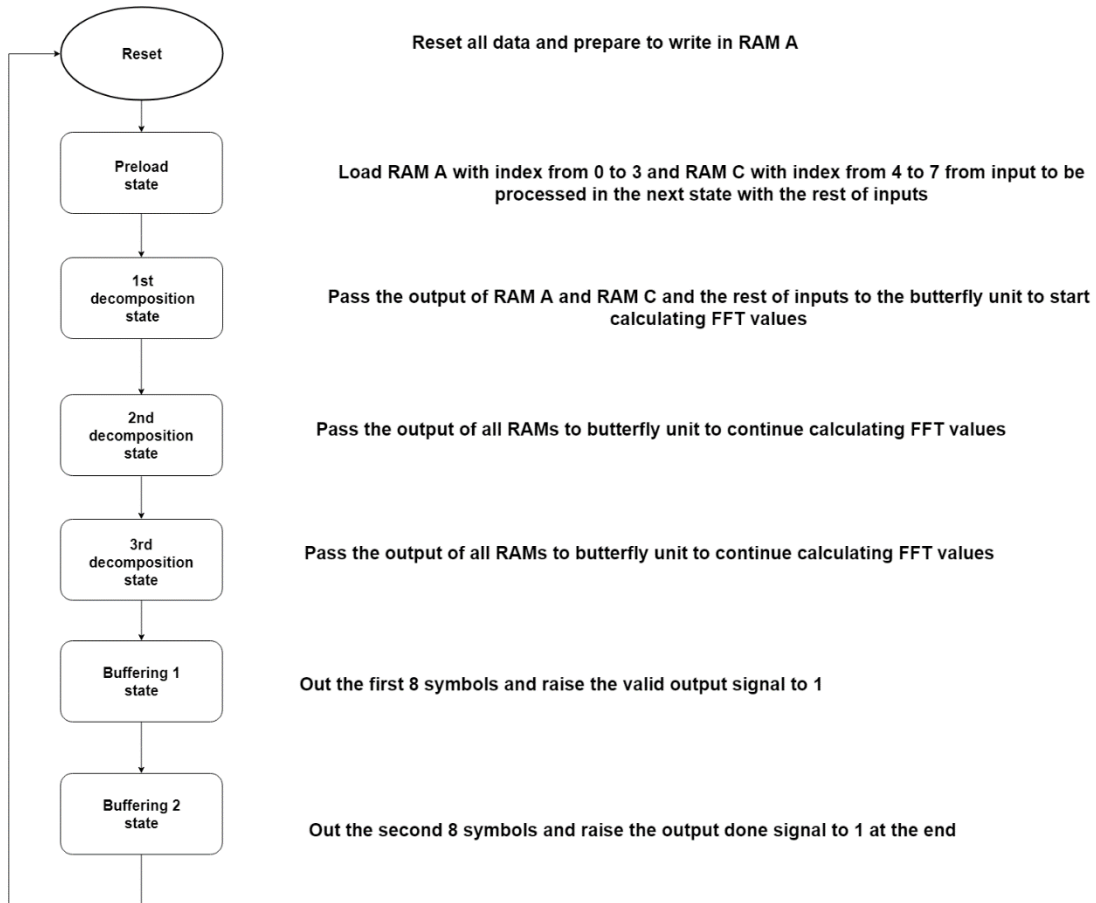 Reset
Reset all data and prepare to write in RAM A
Preload
state
Load RAM A with index from 0 to 3 and RAM C with index from 4 to 7 from input to be
processed in the next state with the rest of inputs
1st
decomposition
state
Pass the output of RAM A and RAM C and the rest of inputs to the butterfly unit to start
calculating FFT values
2nd
decomposition
state
Pass the output of all RAMs to butterfly unit to continue calculating FFT values
3rd
decomposition
state
Pass the output of all RAMs to butterfly unit to continue calculating FFT values
Buffering 1
state
Out the first 8 symbols and raise the valid output signal to 1
Buffering 2
state
Out the second 8 symbols and raise the output done signal to 1 at the end